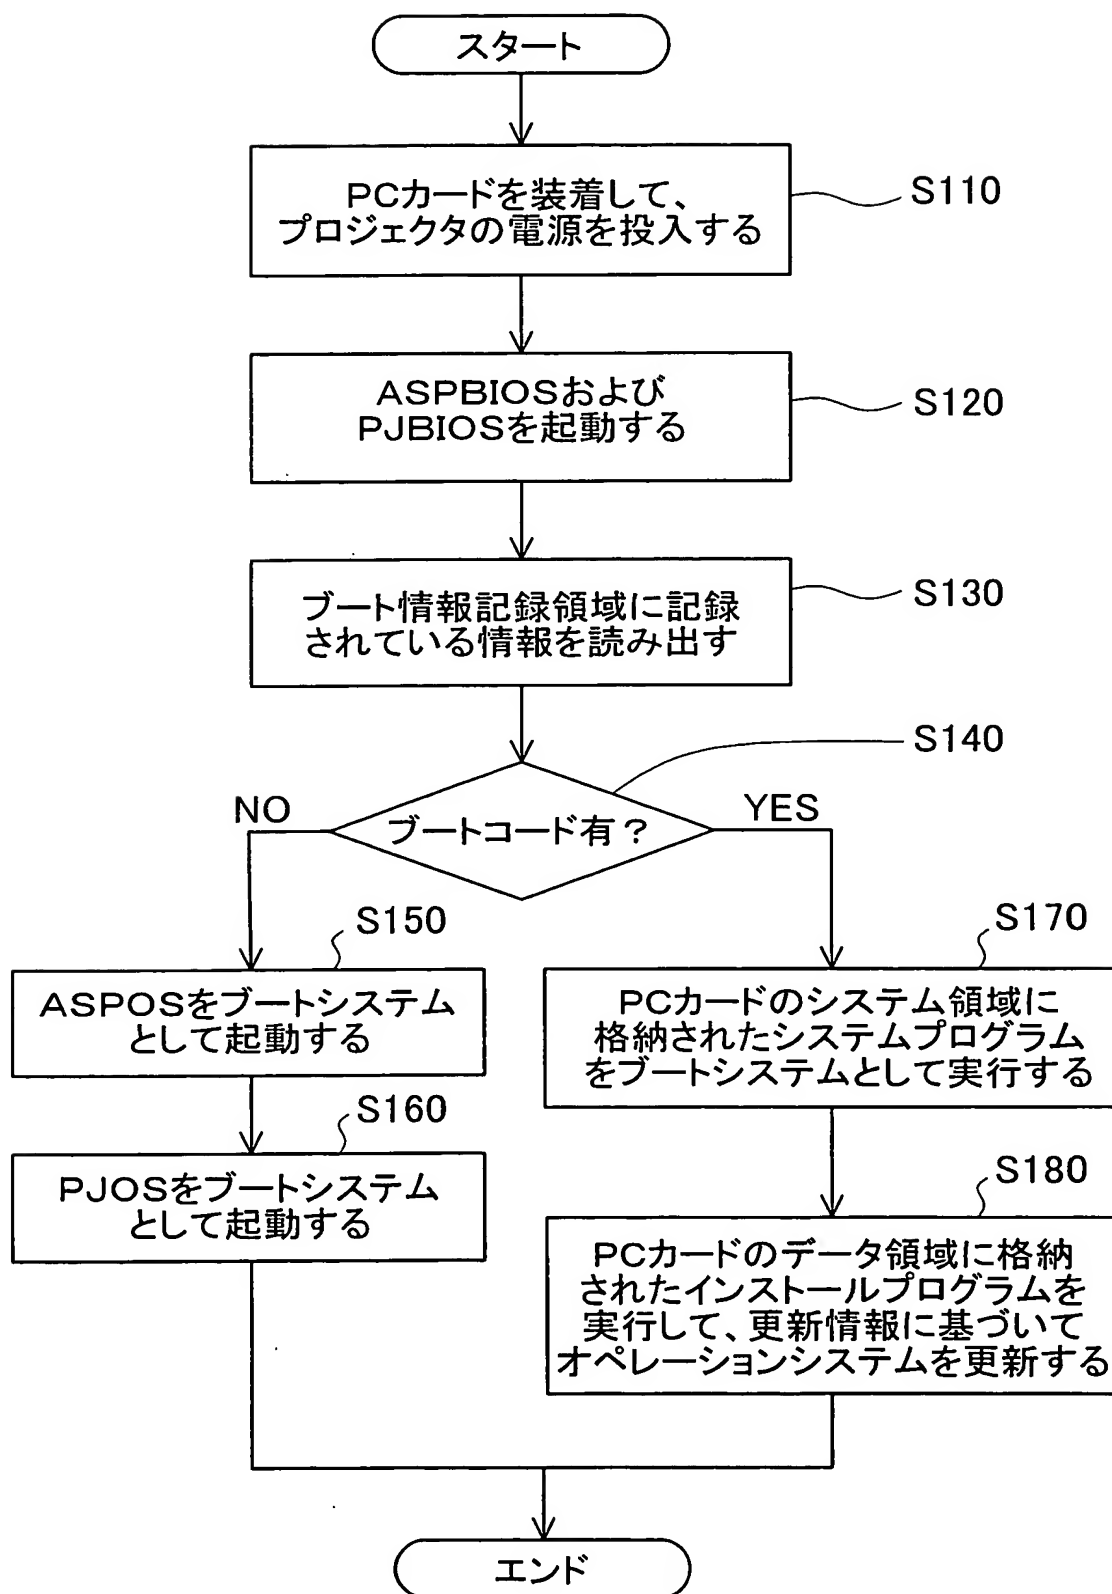 スタート
PCカードを装着して、
プロジェクタの電源を投入する
S110
ASPBIOSおよび
PJBIOSを起動する
S120
ブート情報記録領域に記録
されている情報を読み出す
S130
S140
NO
ブートコード有？
YES
S150
ASPOSをブートシステム
として起動する
S160
PJOSをブートシステム
として起動する
S170
PCカードのシステム領域に
格納されたシステムプログラム
をブートシステムとして実行する
S180
PCカードのデータ領域に格納
されたインストールプログラムを
実行して、更新情報に基づいて
オペレーションシステムを更新する
エンド